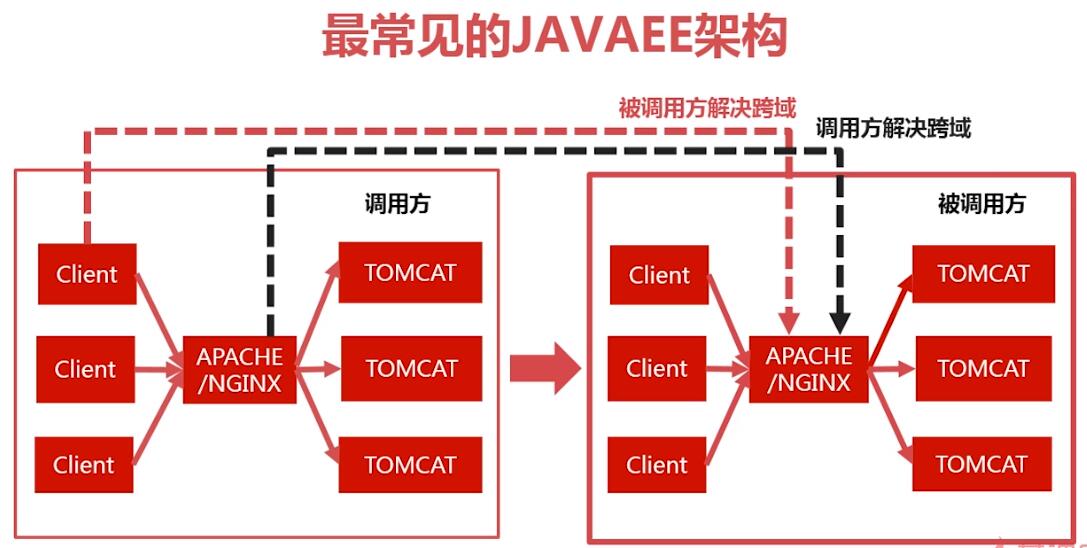 最常见的JAVAEE架构
被调用方解决跨域
调用方解决跨域
调用方
Client
TOMCAT
Client
APACHE
/NGINX
TOMCAT
Client
TOMCAT
被调用方
Client
TOMCAT
Client
APACHE
/NGINX
TOMCAT
Client
TOMCAT